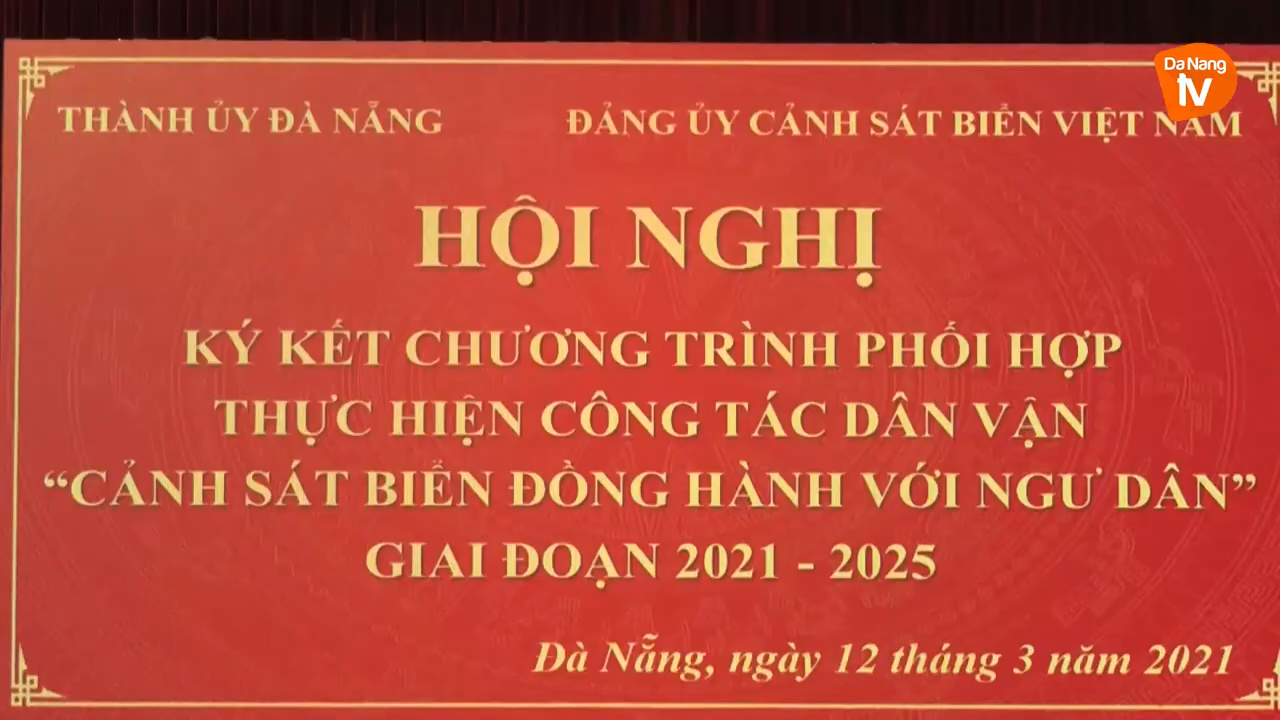 Da Nang
tv
THÀNH ỦY ĐÀ NẴNG
ĐẢNG ỦY CẢNH SÁT BIỂN VIỆT NAM
HỘI NGHỊ
KÝ KẾT CHƯƠNG TRÌNH PHỐI HỢP
THỰC HIỆN CÔNG TÁC DÂN VẬN
“CẢNH SÁT BIỂN ĐỒNG HÀNH VỚI NGƯ DÂN”
GIAI ĐOẠN 2021 - 2025
Đà Nẵng, ngày 12 tháng 3 năm 2021